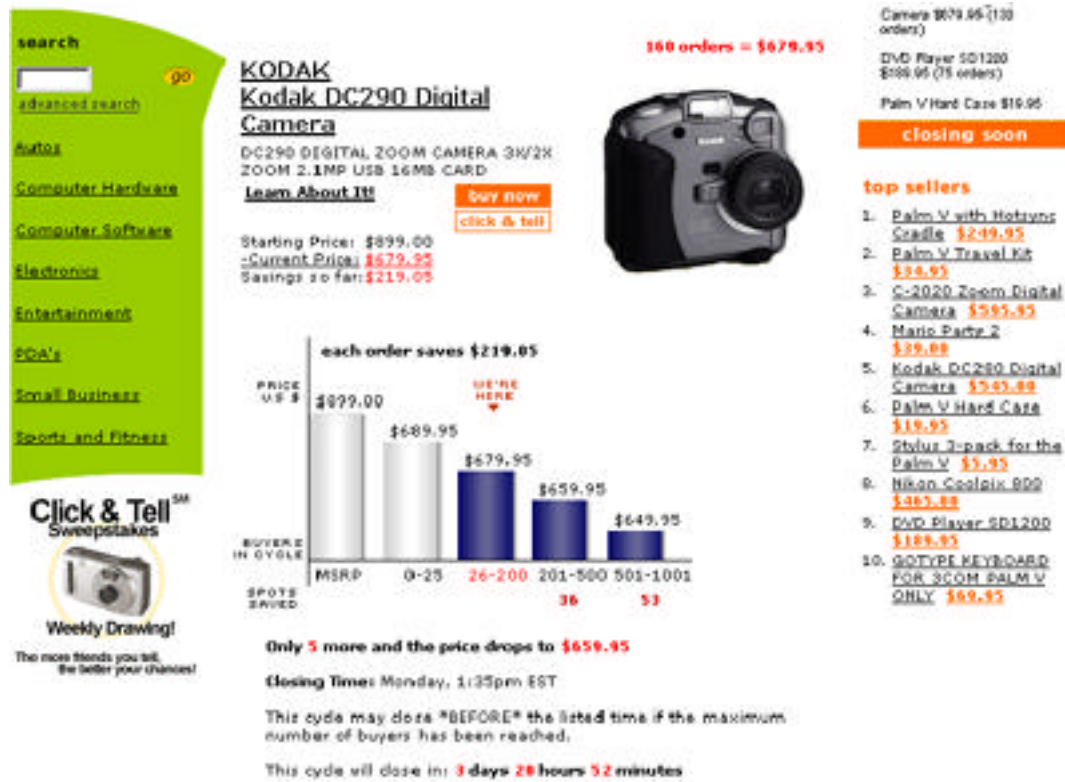 search
go
advanced search
Autos
Computer Hardware
Computer Software
Electronics
Entertainment
PDA's
Small Business
Sports and Fitness
Click & Tell SM
Sweepstakes
Weekly Drawing!
The more friends you tell,
the better your chances!
160 orders = $679.95
KODAK
Kodak DC290 Digital
Camera
DC290 DIGITAL ZOOM CAMERA 3X/2X
ZOOM 2.1MP USB 16MB CARD
Learn About It!
buy now
click & tell
Starting Price: $899.00
-Current Price: $679.95
Savings so far: $219.05
each order saves $219.05
PRICE
U S $
WE'RE
HERE
$899.00
$689.95
$679.95
$659.95
$649.95
BUYERS
IN CYCLE
MSRP 0-25 26-200 201-500 501-1001
SPOTS
SAVED
36 53
Only 5 more and the price drops to $659.95
Closing Time: Monday, 1:35pm EST
This cycle may close *BEFORE* the listed time if the maximum
number of buyers has been reached.
This cycle will close in: 3 days 20 hours 52 minutes
Camera $679.95 (133
orders)
DVD Player SD1200
$189.95 (75 orders)
Palm V Hard Case $19.95
closing soon
top sellers
1. Palm V with Hotsync
Cradle $249.95
2. Palm V Travel Kit
$34.95
3. C-2020 Zoom Digital
Camera $595.95
4. Mario Party 2
$39.00
5. Kodak DC280 Digital
Camera $545.00
6. Palm V Hard Case
$19.95
7. Stylus 3-pack for the
Palm V $5.95
8. Nikon Coolpix 800
$465.00
9. DVD Player SD1200
$189.95
10. GOTYPE KEYBOARD
FOR 3COM PALM V
ONLY $69.95